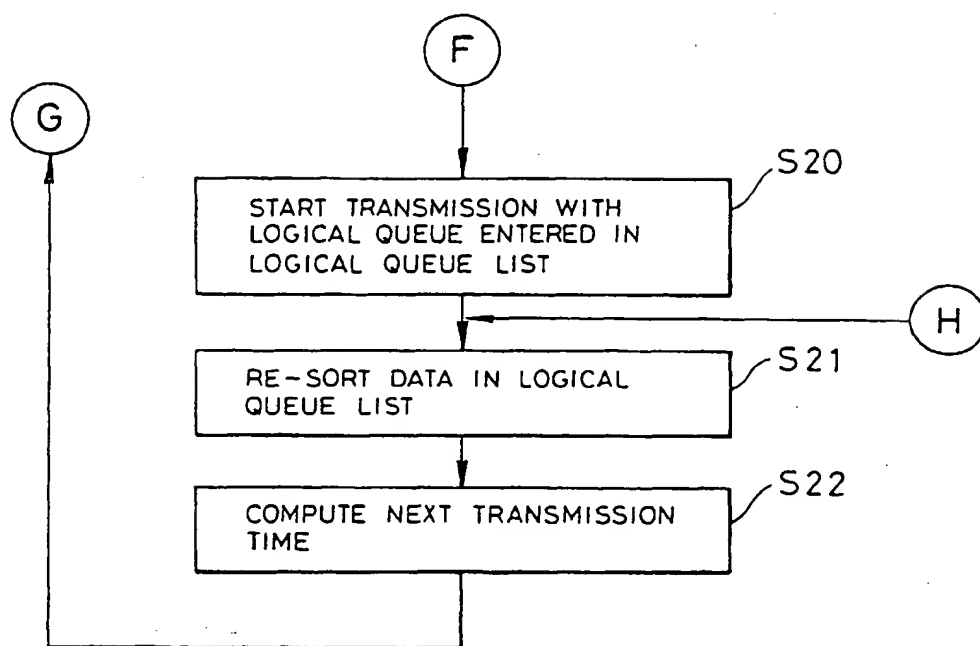 F
G
S20
START TRANSMISSION WITH
LOGICAL QUEUE ENTERED IN
LOGICAL QUEUE LIST
H
S21
RE-SORT DATA IN LOGICAL
QUEUE LIST
S22
COMPUTE NEXT TRANSMISSION
TIME